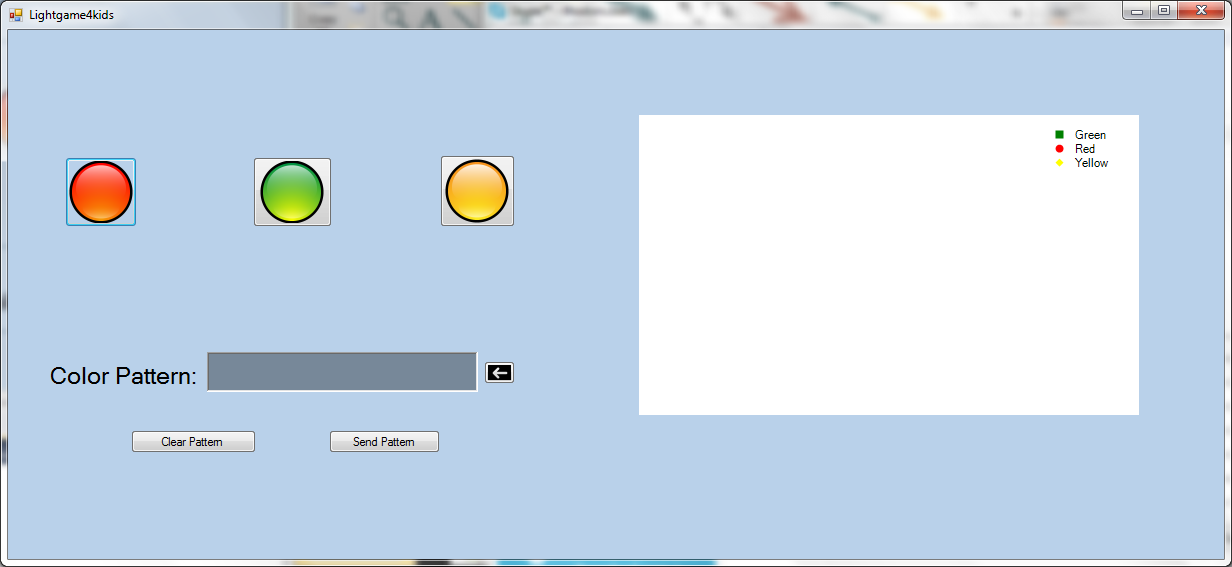 Lightgame4kids
Green
Red
Yellow
Color Pattern:
Clear Pattern
Send Pattern